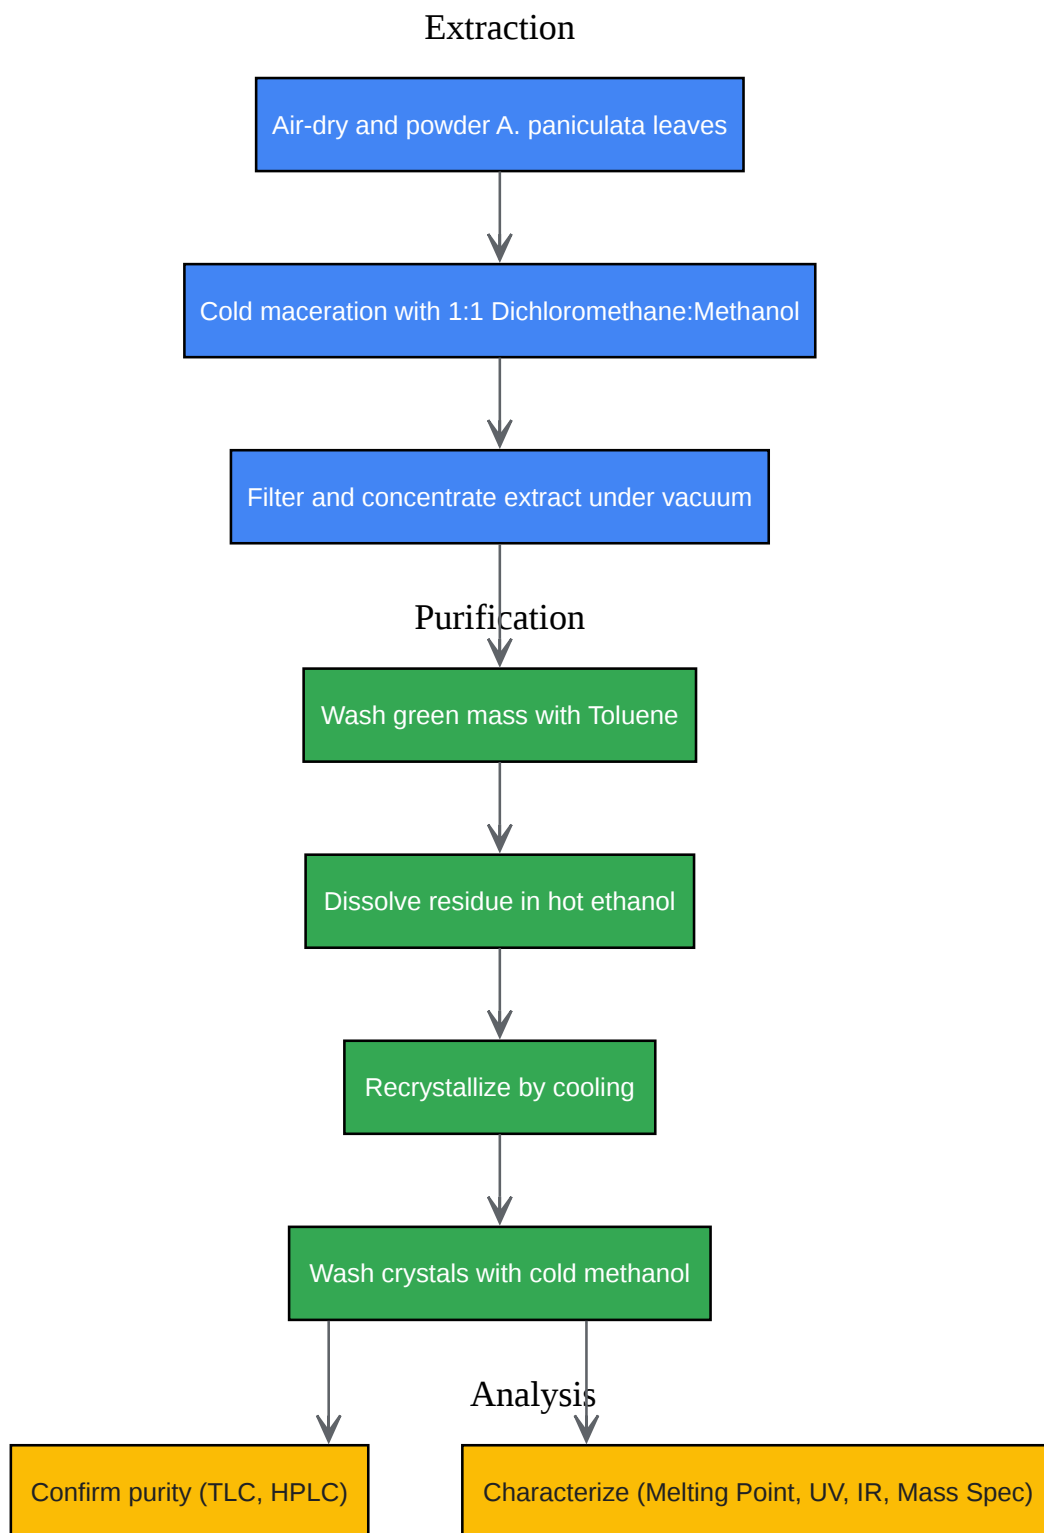 Extraction
Air-dry and powder A. paniculata leaves
Cold maceration with 1:1 Dichloromethane:Methanol
Filter and concentrate extract under vacuum
Purification
Wash green mass with Toluene
Dissolve residue in hot ethanol
Recrystallize by cooling
Wash crystals with cold methanol
Analysis
Confirm purity (TLC, HPLC)
Characterize (Melting Point, UV, IR, Mass Spec)